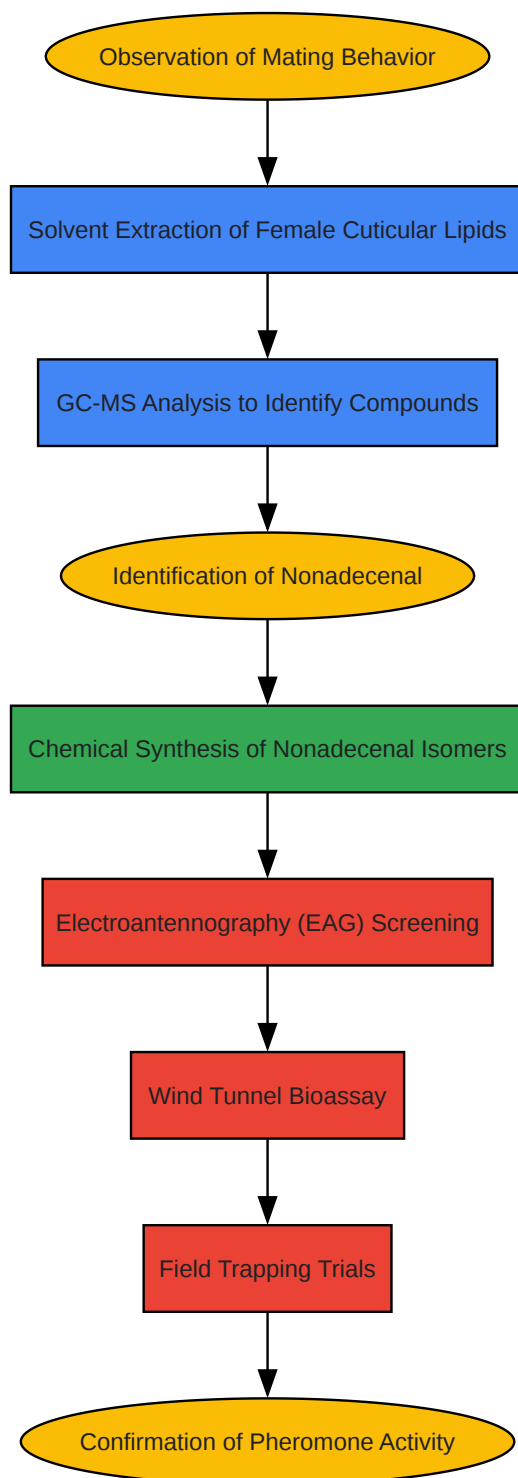 Observation of Mating Behavior
Solvent Extraction of Female Cuticular Lipids
GC-MS Analysis to Identify Compounds
Identification of Nonadecenal
Chemical Synthesis of Nonadecenal Isomers
Electroantennography (EAG) Screening
Wind Tunnel Bioassay
Field Trapping Trials
Confirmation of Pheromone Activity